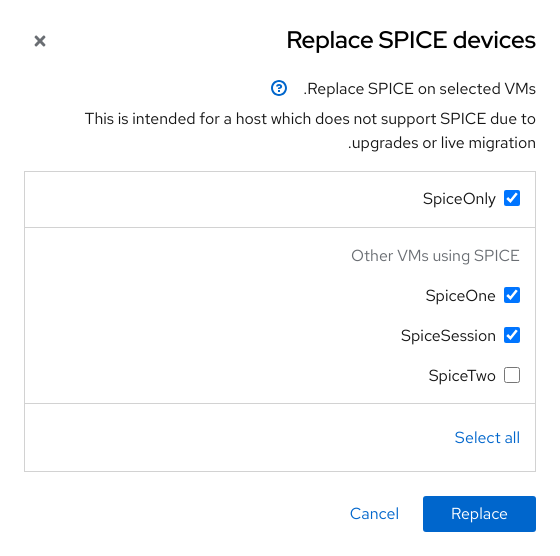 Replace SPICE devices
.Replace SPICE on selected VMs
This is intended for a host which does not support SPICE due to
.upgrades or live migration
SpiceOnly
Other VMs using SPICE
SpiceOne
SpiceSession
SpiceTwo
Select all
Replace
Cancel